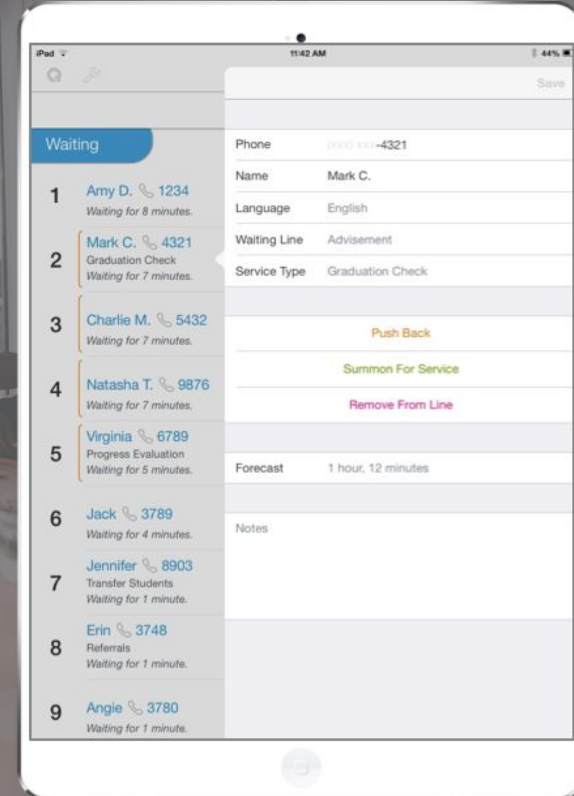 iPad
11:42 AM
44%
Save
Waiting
1
Amy D. 1234
Waiting for 8 minutes.
2
Mark C. 4321
Graduation Check
Waiting for 7 minutes.
3
Charlie M. 5432
Waiting for 7 minutes.
4
Natasha T. 9876
Waiting for 7 minutes.
5
Virginia 6789
Progress Evaluation
Waiting for 5 minutes.
6
Jack 3789
Waiting for 4 minutes.
7
Jennifer 8903
Transfer Students
Waiting for 1 minute.
8
Erin 3748
Referrals
Waiting for 1 minute.
9
Angie 3780
Waiting for 1 minute.
Phone (xxx) xxx-4321
Name Mark C.
Language English
Waiting Line Advisement
Service Type Graduation Check
Push Back
Summon For Service
Remove From Line
Forecast 1 hour, 12 minutes
Notes